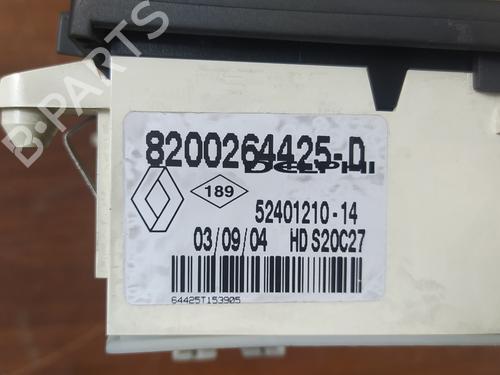 8200264425-D
DELPHI
189
52401210-14
03/09/04 HD S20C27
64425T153905
B-PARTS